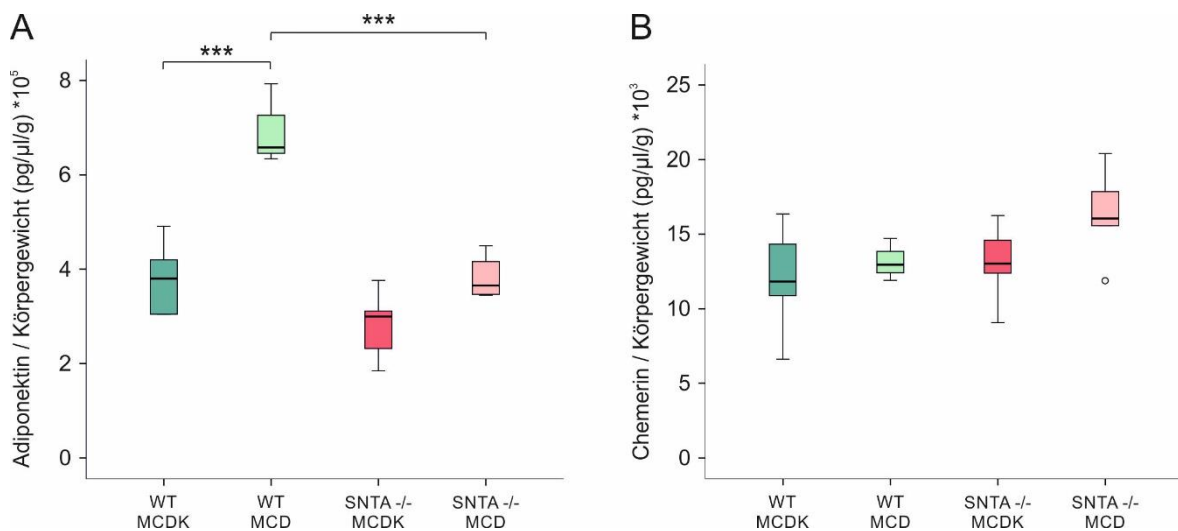 A
Adiponektin / Körpergewicht (pg/µl/g) *10⁵
8
6
4
2
0
***
***
WT
MCDK
WT
MCD
SNTA -/-
MCDK
SNTA -/-
MCD
B
Chemerin / Körpergewicht (pg/µl/g) *10³
25
20
15
10
5
0
WT
MCDK
WT
MCD
SNTA -/-
MCDK
SNTA -/-
MCD